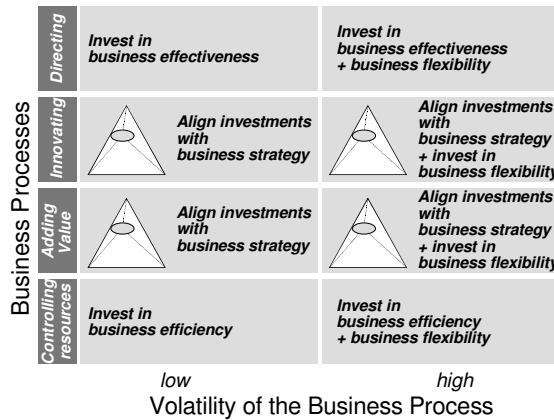 Business Processes
Directing
Invest in
business effectiveness
Invest in
business effectiveness
+ business flexibility
Innovating
Align investments
with
business strategy
Align investments
with
business strategy
+ invest in
business flexibility
Adding
Value
Align investments
with
business strategy
Align investments
with
business strategy
+ invest in
business flexibility
Controlling
resources
Invest in
business efficiency
Invest in
business efficiency
+ business flexibility
low
high
Volatility of the Business Process